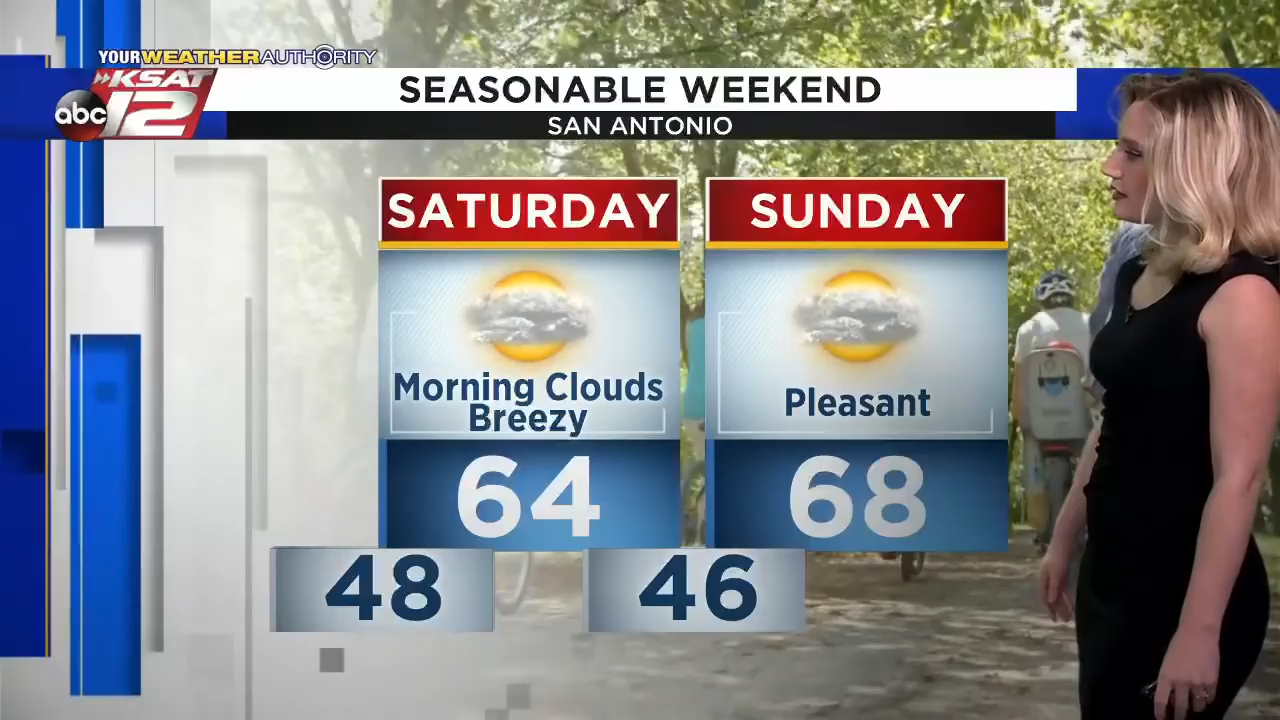 YOURWEATHERAUTHORITY
KSAT
abc 12
SEASONABLE WEEKEND
SAN ANTONIO
SATURDAY
Morning Clouds
Breezy
64
48
SUNDAY
Pleasant
68
46